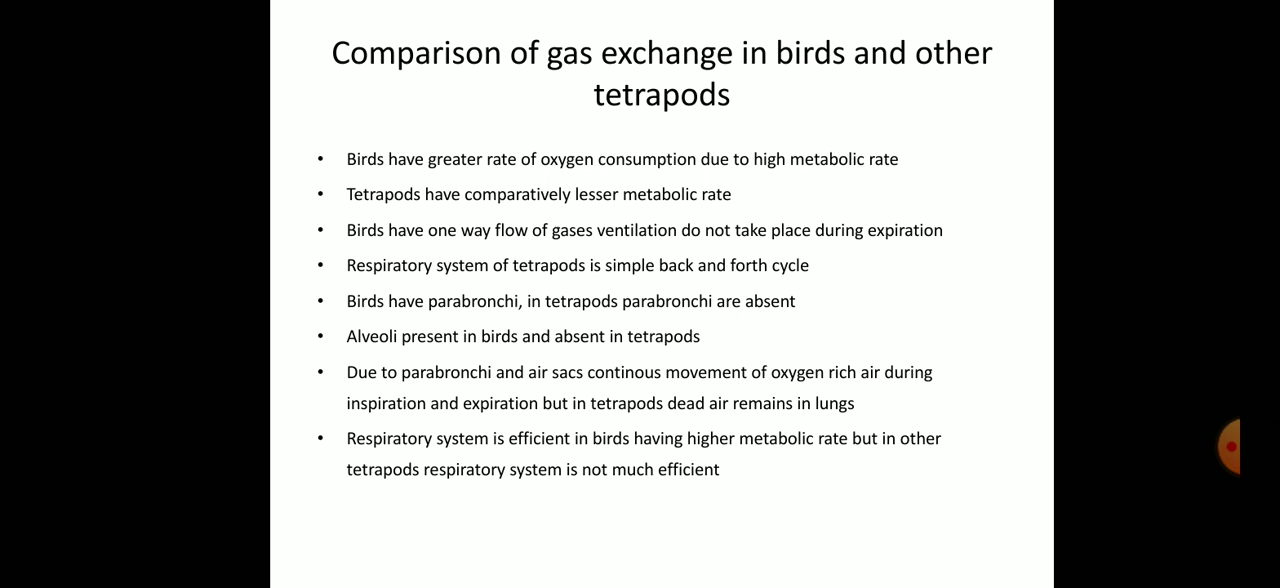 Comparison of gas exchange in birds and other
tetrapods
• Birds have greater rate of oxygen consumption due to high metabolic rate
• Tetrapods have comparatively lesser metabolic rate
• Birds have one way flow of gases ventilation do not take place during expiration
• Respiratory system of tetrapods is simple back and forth cycle
• Birds have parabronchi, in tetrapods parabronchi are absent
• Alveoli present in birds and absent in tetrapods
• Due to parabronchi and air sacs continous movement of oxygen rich air during
inspiration and expiration but in tetrapods dead air remains in lungs
• Respiratory system is efficient in birds having higher metabolic rate but in other
tetrapods respiratory system is not much efficient